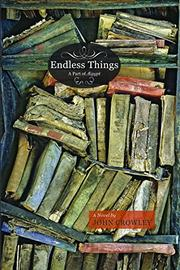 Endless Things
A Part of Ægypt
A Novel by
JOHN CROWLEY